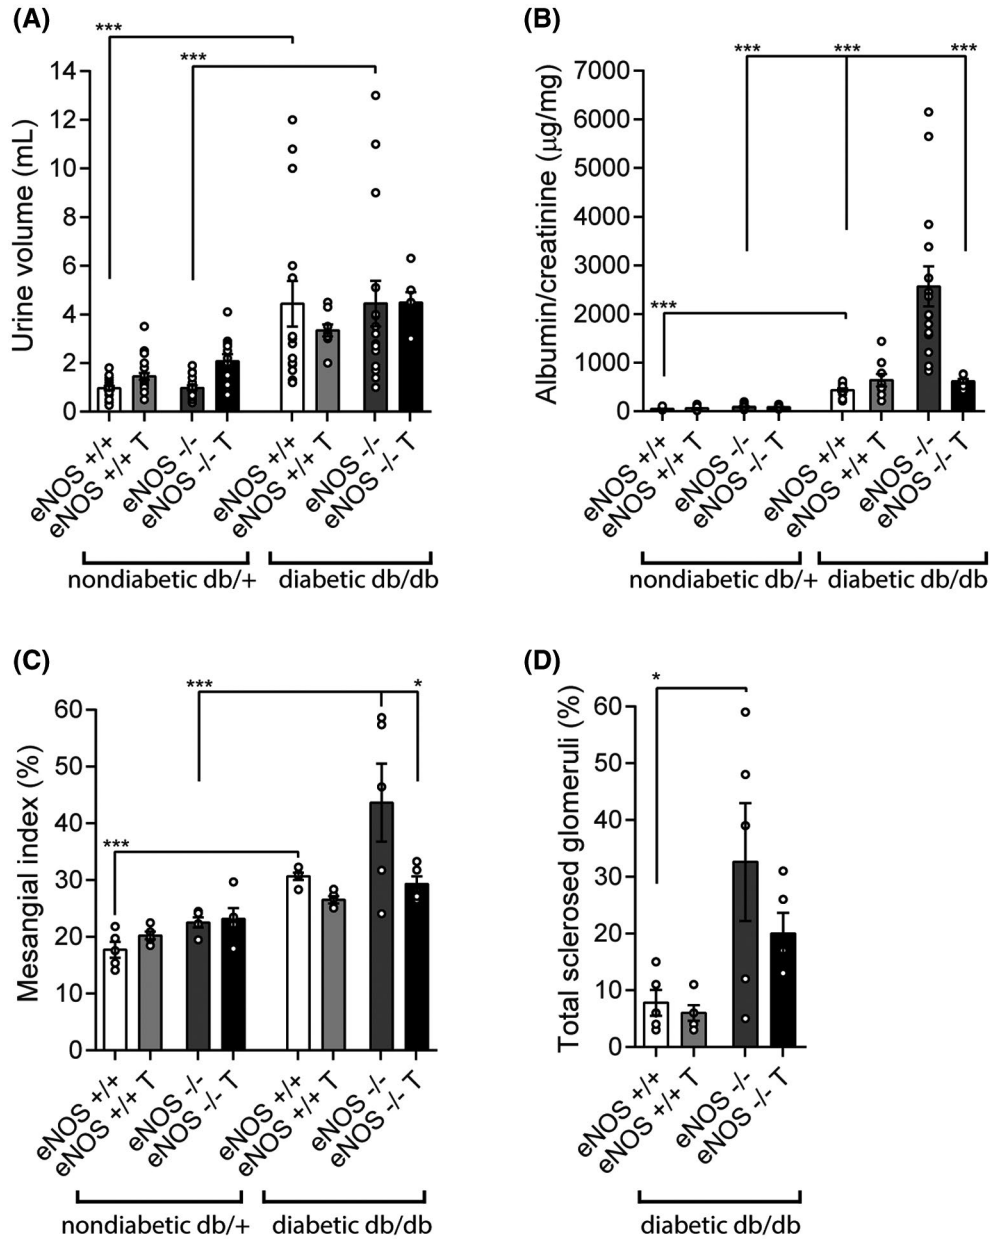 (A)
***
***
Urine volume (mL)
14
12
10
8
6
4
2
0
eNOS +/+
eNOS +/+ T
eNOS -/-
eNOS -/- T
eNOS +/+
eNOS +/+ T
eNOS -/-
eNOS -/- T
nondiabetic db/+
diabetic db/db
(B)
***
***
***
***
Albumin/creatinine (μg/mg)
7000
6000
5000
4000
3000
2000
1000
0
eNOS +/+
eNOS +/+ T
eNOS -/-
eNOS -/- T
eNOS +/+
eNOS +/+ T
eNOS -/-
eNOS -/- T
nondiabetic db/+
diabetic db/db
(C)
***
*
***
Mesangial index (%)
60
50
40
30
20
10
0
eNOS +/+
eNOS +/+ T
eNOS -/-
eNOS -/- T
eNOS +/+
eNOS +/+ T
eNOS -/-
eNOS -/- T
nondiabetic db/+
diabetic db/db
(D)
*
Total sclerosed glomeruli (%)
60
50
40
30
20
10
0
eNOS +/+
eNOS +/+ T
eNOS -/-
eNOS -/- T
diabetic db/db